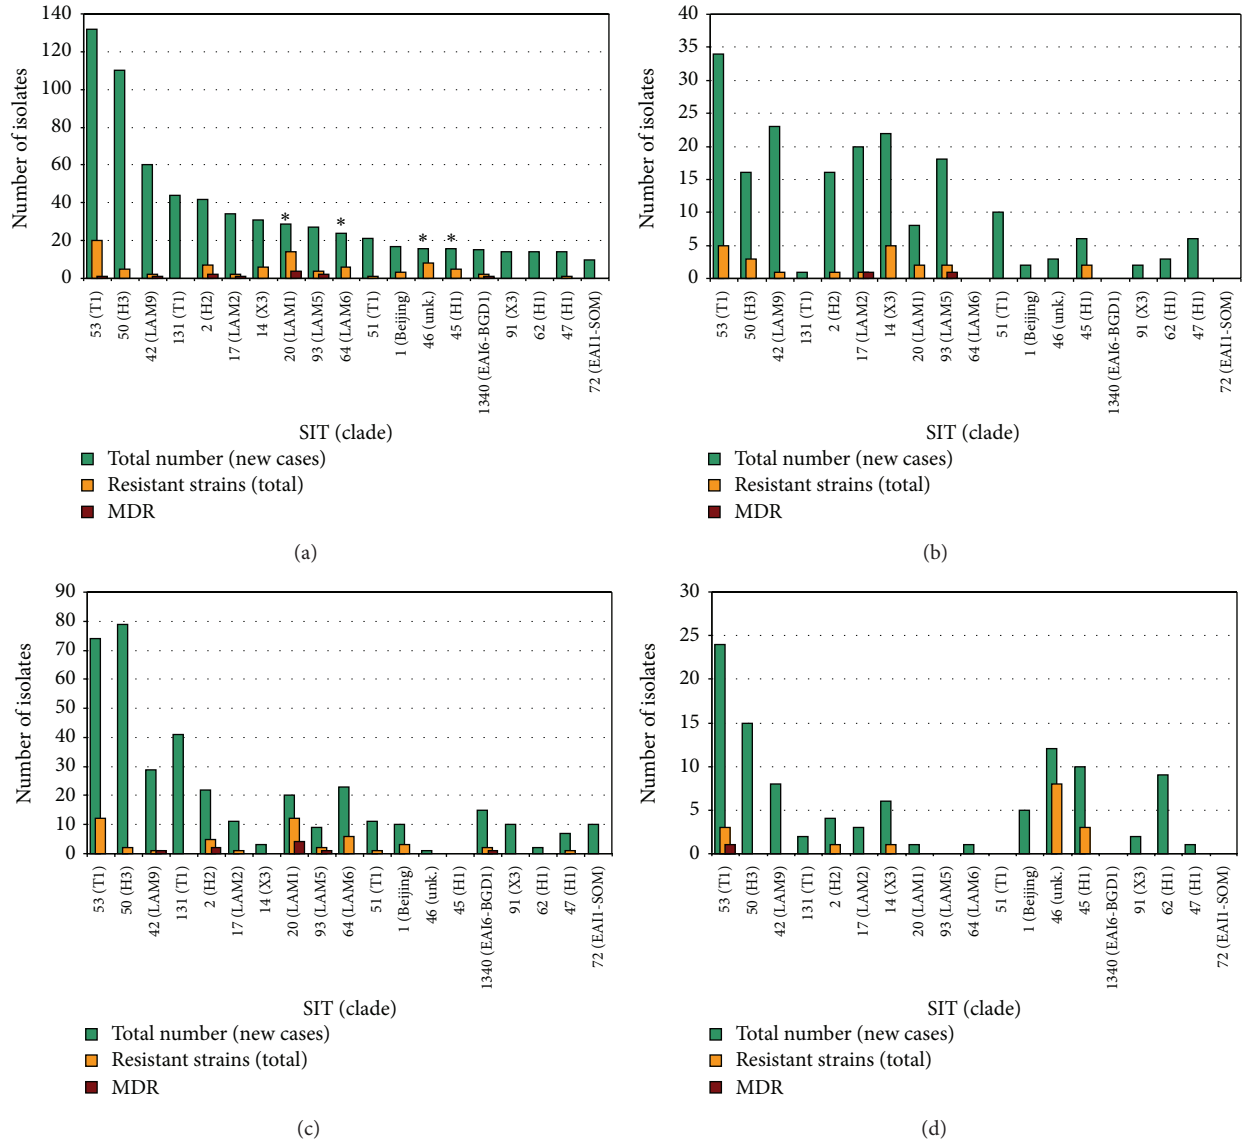 140
120
100
80
60
40
20
0
Number of isolates
*
*
*
*
53 (T1)
50 (H3)
42 (LAM9)
131 (T1)
2 (H2)
17 (LAM2)
14 (X3)
20 (LAM1)
93 (LAM5)
64 (LAM6)
51 (T1)
1 (Beijing)
46 (unk.)
45 (H1)
1340 (EAI6-BGD1)
91 (X3)
62 (H1)
47 (H1)
72 (EAI1-SOM)
SIT (clade)
Total number (new cases)
Resistant strains (total)
MDR
(a)
40
35
30
25
20
15
10
5
0
Number of isolates
53 (T1)
50 (H3)
42 (LAM9)
131 (T1)
2 (H2)
17 (LAM2)
14 (X3)
20 (LAM1)
93 (LAM5)
64 (LAM6)
51 (T1)
1 (Beijing)
46 (unk.)
45 (H1)
1340 (EAI6-BGD1)
91 (X3)
62 (H1)
47 (H1)
72 (EAI1-SOM)
SIT (clade)
Total number (new cases)
Resistant strains (total)
MDR
(b)
90
80
70
60
50
40
30
20
10
0
Number of isolates
53 (T1)
50 (H3)
42 (LAM9)
131 (T1)
2 (H2)
17 (LAM2)
14 (X3)
20 (LAM1)
93 (LAM5)
64 (LAM6)
51 (T1)
1 (Beijing)
46 (unk.)
45 (H1)
1340 (EAI6-BGD1)
91 (X3)
62 (H1)
47 (H1)
72 (EAI1-SOM)
SIT (clade)
Total number (new cases)
Resistant strains (total)
MDR
(c)
30
25
20
15
10
5
0
Number of isolates
53 (T1)
50 (H3)
42 (LAM9)
131 (T1)
2 (H2)
17 (LAM2)
14 (X3)
20 (LAM1)
93 (LAM5)
64 (LAM6)
51 (T1)
1 (Beijing)
46 (unk.)
45 (H1)
1340 (EAI6-BGD1)
91 (X3)
62 (H1)
47 (H1)
72 (EAI1-SOM)
SIT (clade)
Total number (new cases)
Resistant strains (total)
MDR
(d)